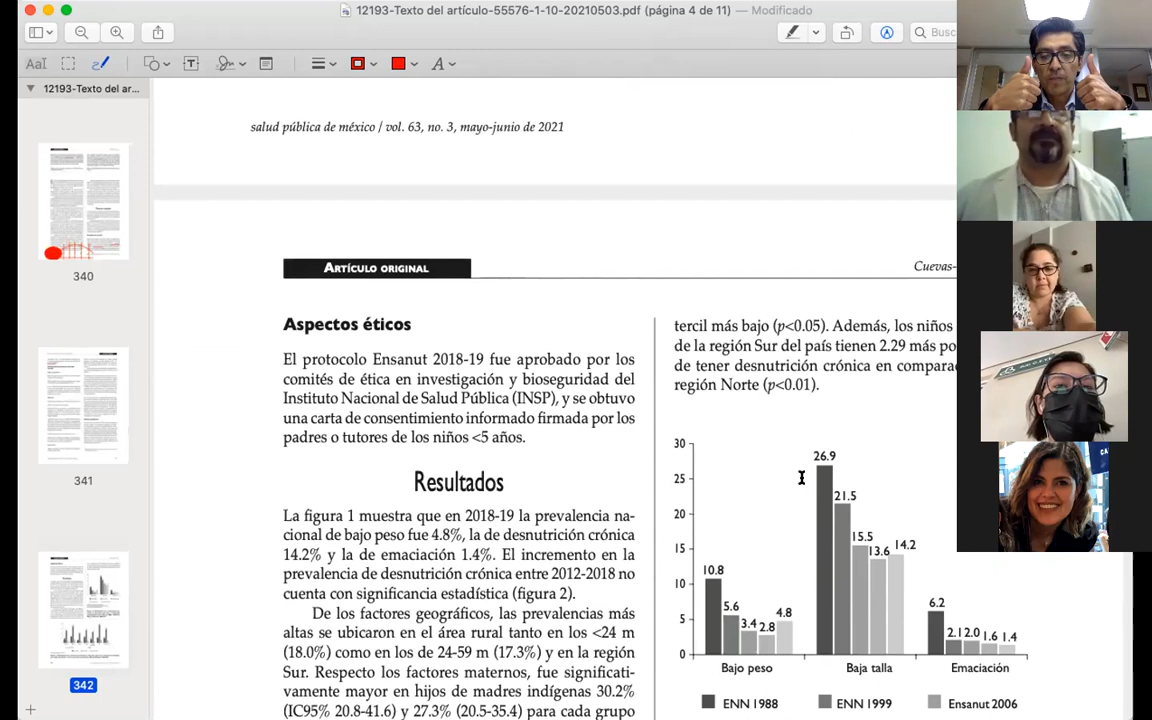 12193-Texto del artículo-55576-1-10-20210503.pdf (página 4 de 11) — Modificado
Busc
12193-Texto del ar...
340
341
342
salud pública de méxico / vol. 63, no. 3, mayo-junio de 2021
Artículo original
Cuevas-
Aspectos éticos
El protocolo Ensanut 2018-19 fue aprobado por los
comités de ética en investigación y bioseguridad del
Instituto Nacional de Salud Pública (INSP), y se obtuvo
una carta de consentimiento informado firmada por los
padres o tutores de los niños <5 años.
Resultados
La figura 1 muestra que en 2018-19 la prevalencia na-
cional de bajo peso fue 4.8%, la de desnutrición crónica
14.2% y la de emaciación 1.4%. El incremento en la
prevalencia de desnutrición crónica entre 2012-2018 no
cuenta con significancia estadística (figura 2).
De los factores geográficos, las prevalencias más
altas se ubicaron en el área rural tanto en los <24 m
(18.0%) como en los de 24-59 m (17.3%) y en la región
Sur. Respecto los factores maternos, fue significati-
vamente mayor en hijos de madres indígenas 30.2%
(IC95% 20.8-41.6) y 27.3% (20.5-35.4) para cada grupo
tercil más bajo (p<0.05). Además, los niños
de la región Sur del país tienen 2.29 más po
de tener desnutrición crónica en compara
región Norte (p<0.01).
30
25
20
15
10
5
0
10.8
5.6
3.4
2.8
4.8
26.9
21.5
15.5
13.6
14.2
6.2
2.1
2.0
1.6
1.4
Bajo peso
Baja talla
Emaciación
ENN 1988
ENN 1999
Ensanut 2006